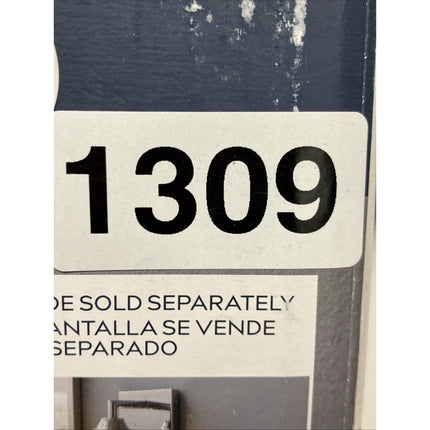 1309
DE SOLD SEPARATELY
ANTALLA SE VENDE
SEPARADO